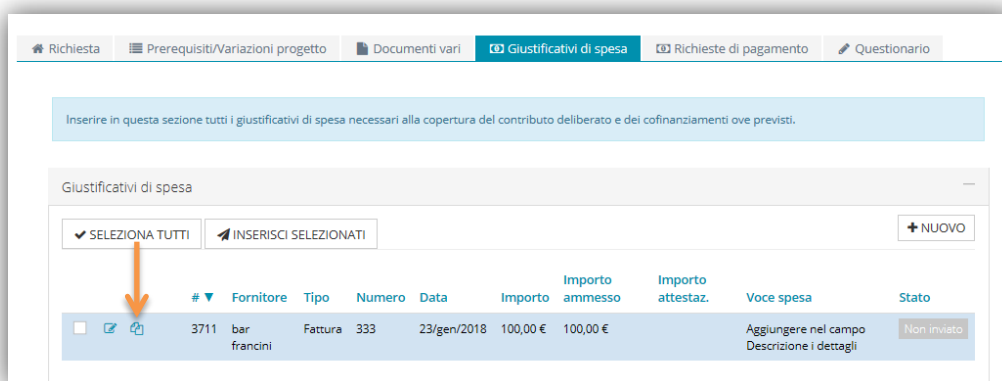 Richiesta Prerequisiti/Variazioni progetto Documenti vari Giustificativi di spesa Richieste di pagamento Questionario
Inserire in questa sezione tutti i giustificativi di spesa necessari alla copertura del contributo deliberato e dei cofinanziamenti ove previsti.
Giustificativi di spesa
SELEZIONA TUTTI INSERISCI SELEZIONATI + NUOVO
# ▼ Fornitore Tipo Numero Data Importo Importo ammesso Importo attestaz. Voce spesa Stato
3711 bar francini Fattura 333 23/gen/2018 100,00 € 100,00 € Aggiungere nel campo Descrizione i dettagli Non inviato